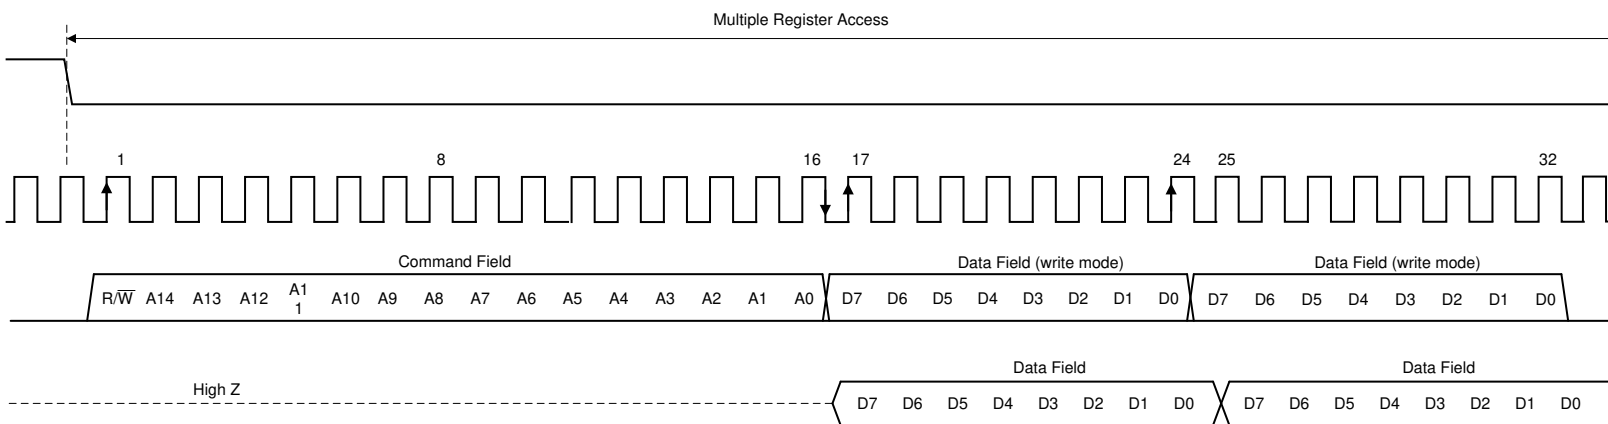 Multiple Register Access
1 8 16 17 24 25 32
Command Field Data Field (write mode) Data Field (write mode)
R/W̅ A14 A13 A12 A1 A10 A9 A8 A7 A6 A5 A4 A3 A2 A1 A0 D7 D6 D5 D4 D3 D2 D1 D0 D7 D6 D5 D4 D3 D2 D1 D0
1
Data Field Data Field
High Z
D7 D6 D5 D4 D3 D2 D1 D0 D7 D6 D5 D4 D3 D2 D1 D0